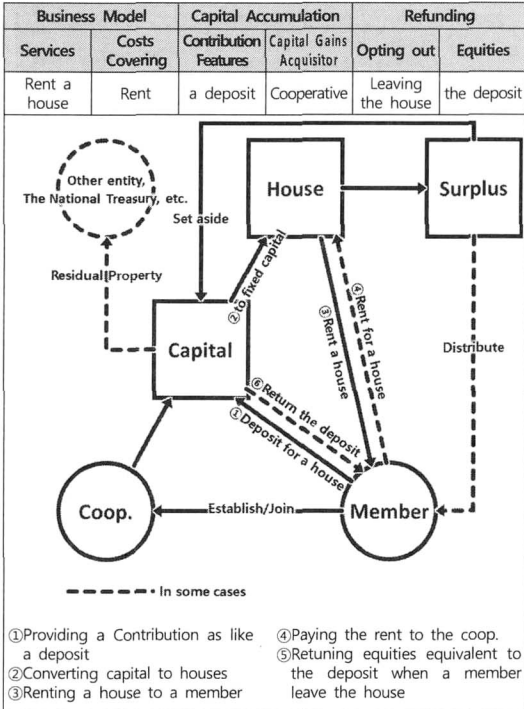 Business Model Capital Accumulation Refunding
Services Costs Covering Contribution Features Capital Gains Acquisitor Opting out Equities
Rent a house Rent a deposit Cooperative Leaving the house the deposit
Other entity,
The National Treasury, etc.
House
Surplus
Set aside
Residual Property
②to fixed capital
③Rent a house
④Rent for a house
Capital
Distribute
⑥Return the deposit
①Deposit for a house
Coop.
Establish/Join
Member
In some cases
①Providing a Contribution as like
a deposit
②Converting capital to houses
③Renting a house to a member
④Paying the rent to the coop.
⑤Retuning equities equivalent to
the deposit when a member
leave the house